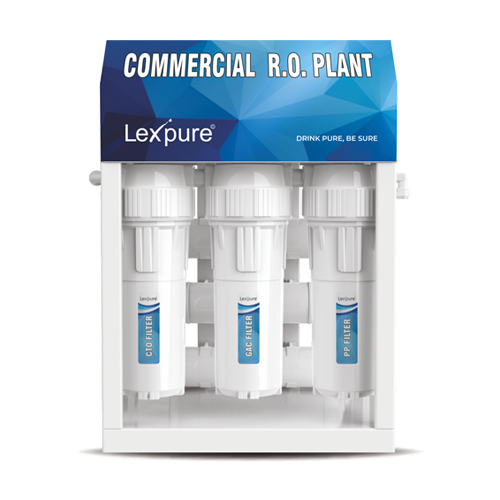 COMMERCIAL R.O. PLANT
Lexpure©
DRINK PURE, BE SURE
Lexpure
CTO FILTER
Lexpure
GAC FILTER
Lexpure
PP. FILTER